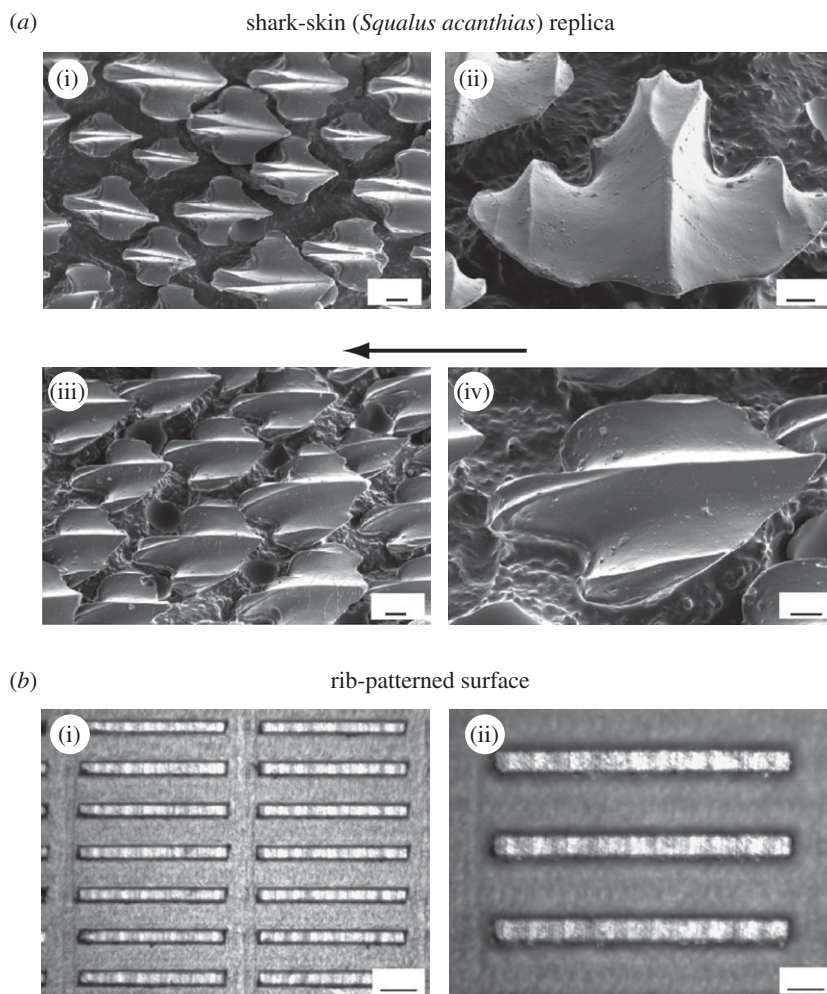 (a) shark-skin (Squalus acanthias) replica
(i)
(ii)
(iii)
(iv)
(b) rib-patterned surface
(i)
(ii)